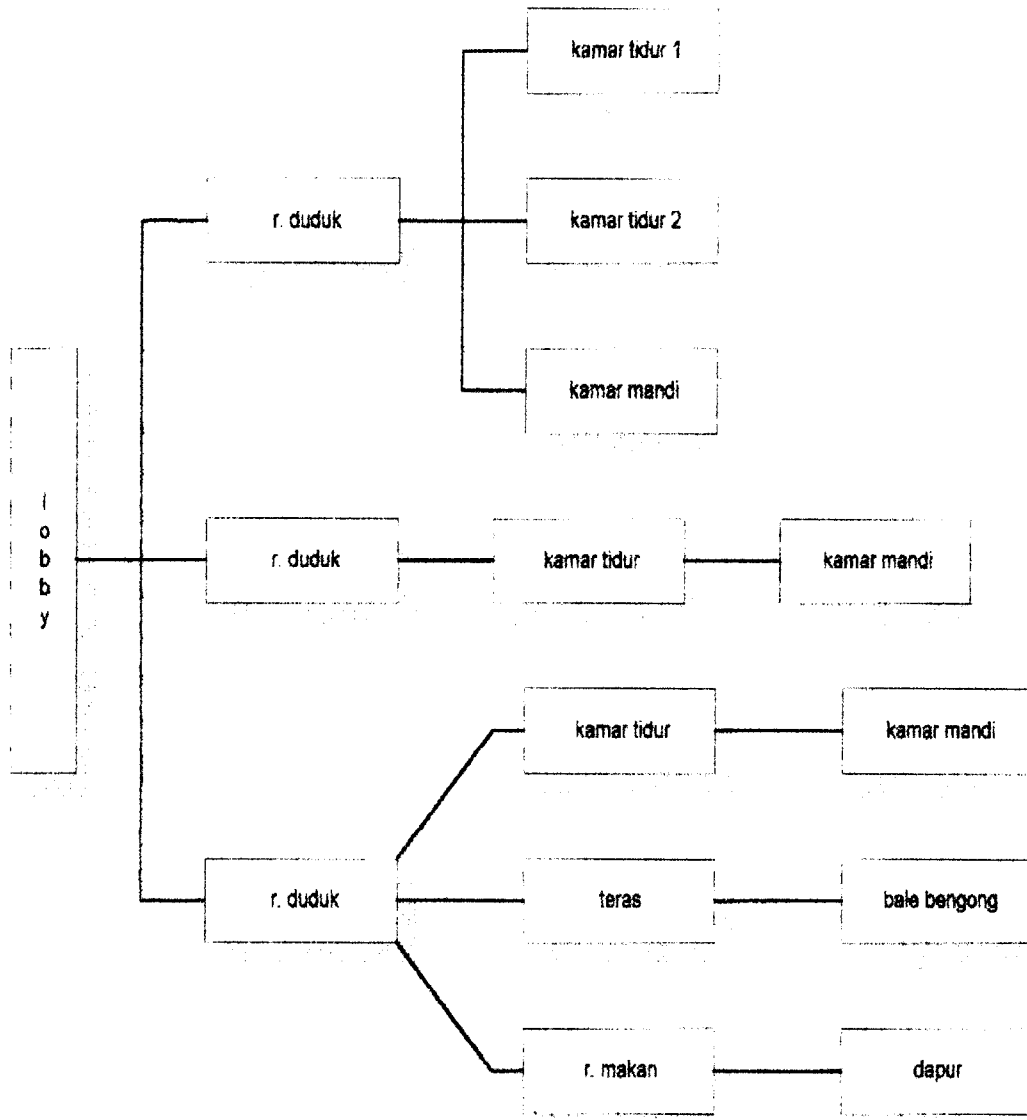 kamar tidur 1
r. duduk
kamar tidur 2
kamar mandi
lobby
r. duduk
kamar tidur
kamar mandi
kamar tidur
kamar mandi
r. duduk
teras
bale bengong
r. makan
dapur